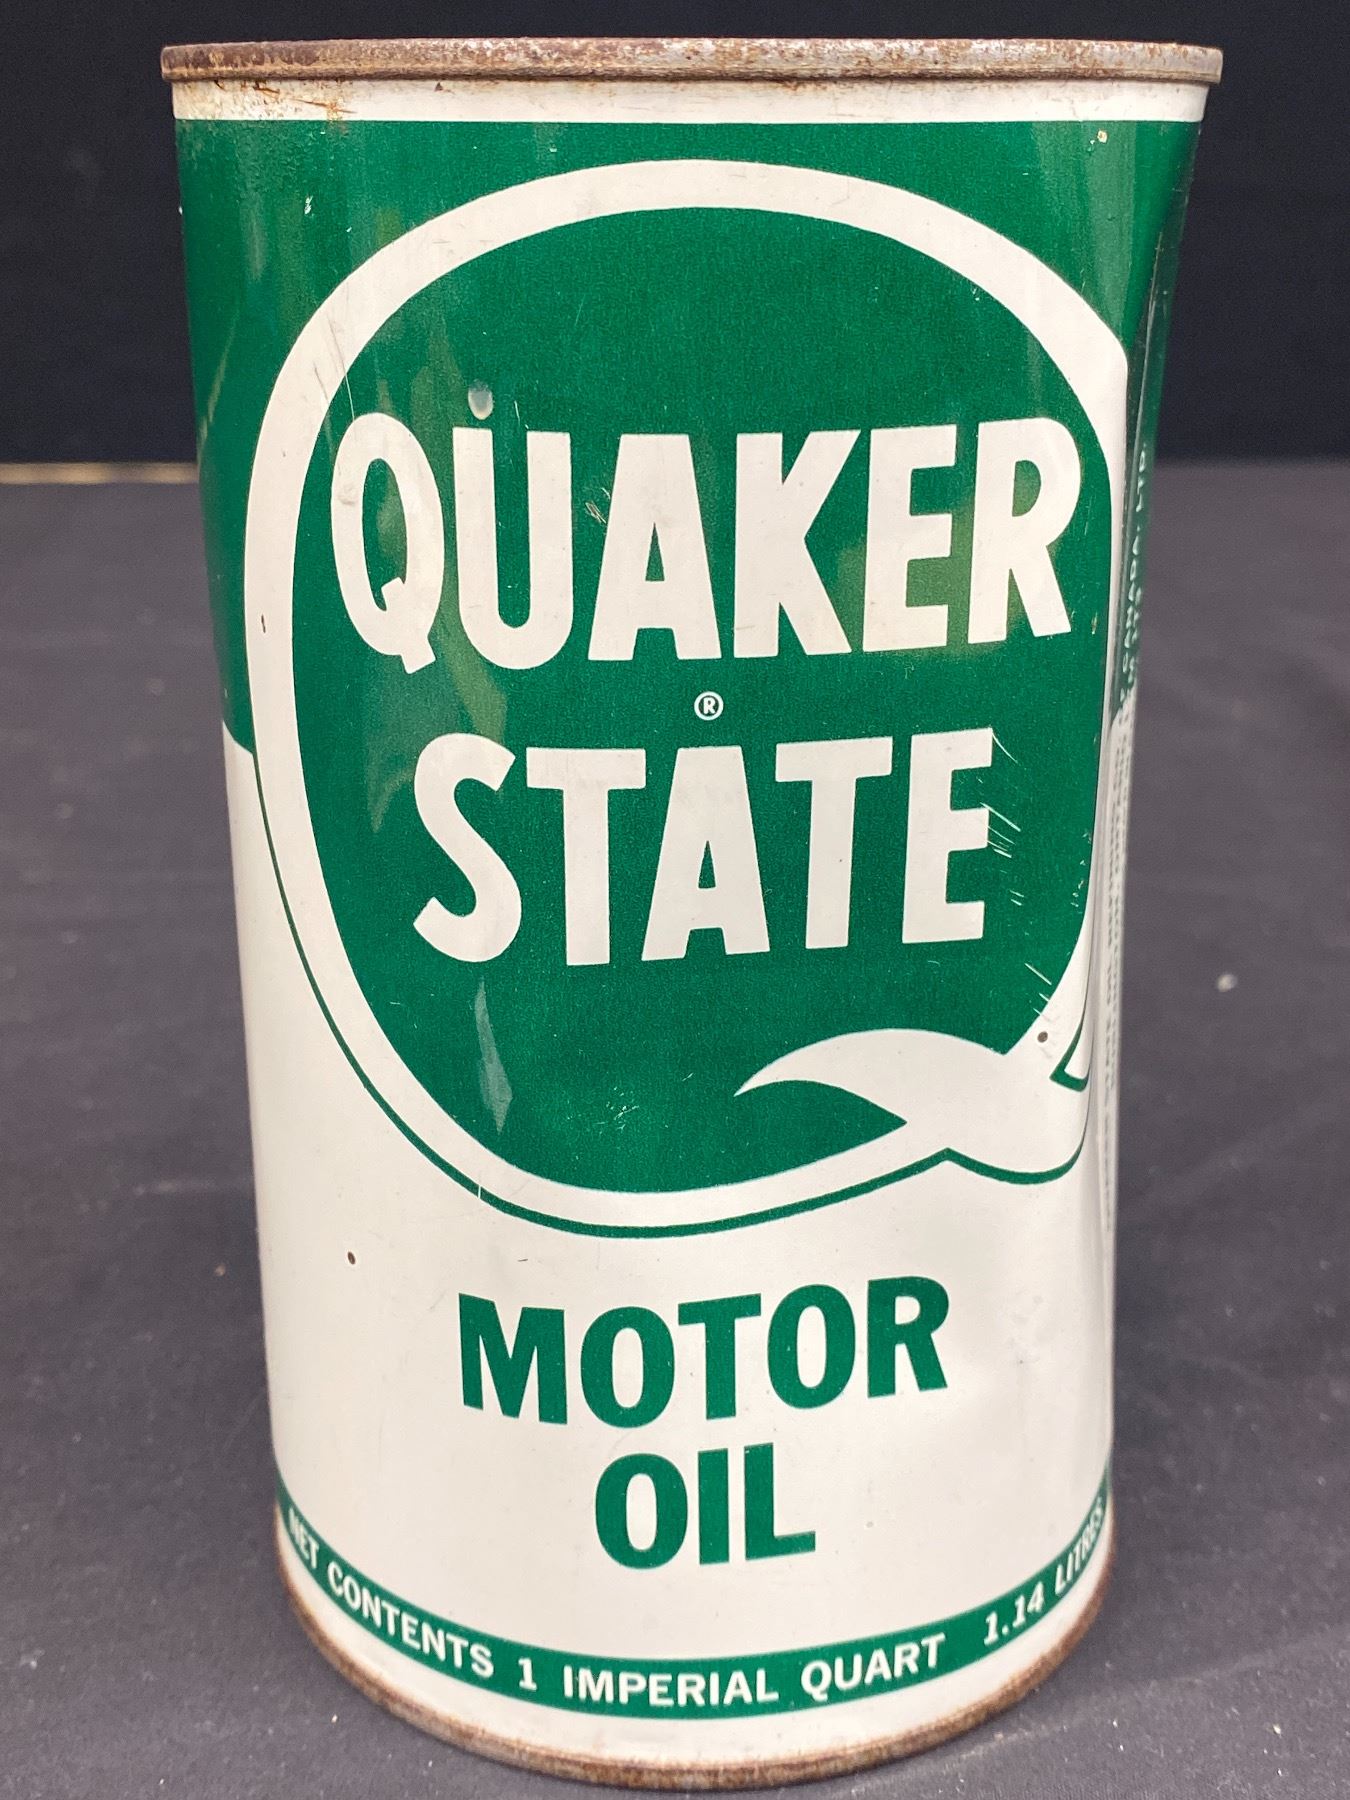 QUAKER
®
STATE
MOTOR
OIL
NET CONTENTS 1 IMPERIAL QUART 1.14 LITRES